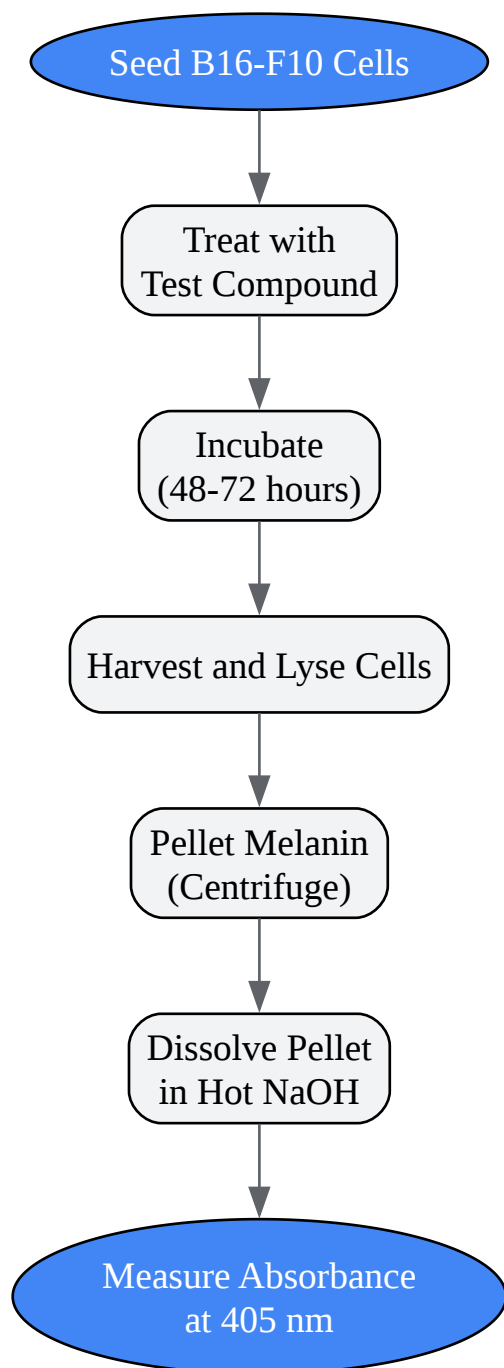 Seed B16-F10 Cells
Treat with
Test Compound
Incubate
(48-72 hours)
Harvest and Lyse Cells
Pellet Melanin
(Centrifuge)
Dissolve Pellet
in Hot NaOH
Measure Absorbance
at 405 nm